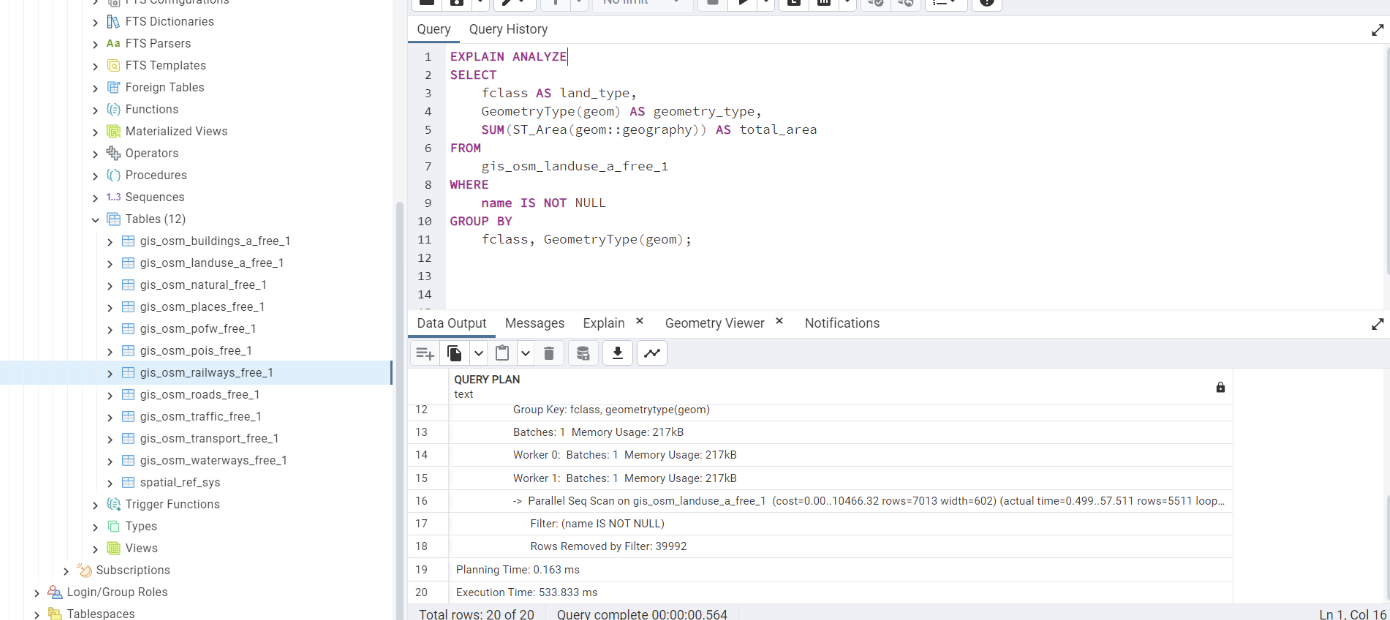 FTS Configurations
FTS Dictionaries
Aa FTS Parsers
FTS Templates
Foreign Tables
Functions
Materialized Views
Operators
Procedures
1..3 Sequences
Tables (12)
gis_osm_buildings_a_free_1
gis_osm_landuse_a_free_1
gis_osm_natural_free_1
gis_osm_places_free_1
gis_osm_pofw_free_1
gis_osm_pois_free_1
gis_osm_railways_free_1
gis_osm_roads_free_1
gis_osm_traffic_free_1
gis_osm_transport_free_1
gis_osm_waterways_free_1
spatial_ref_sys
Trigger Functions
Types
Views
Subscriptions
Login/Group Roles
Tablespaces
No limit
Query Query History
1 EXPLAIN ANALYZE
2 SELECT
3 fclass AS land_type,
4 GeometryType(geom) AS geometry_type,
5 SUM(ST_Area(geom::geography)) AS total_area
6 FROM
7 gis_osm_landuse_a_free_1
8 WHERE
9 name IS NOT NULL
10 GROUP BY
11 fclass, GeometryType(geom);
12
13
14
Data Output Messages Explain × Geometry Viewer × Notifications
QUERY PLAN
text
12 Group Key: fclass, geometrytype(geom)
13 Batches: 1 Memory Usage: 217kB
14 Worker 0: Batches: 1 Memory Usage: 217kB
15 Worker 1: Batches: 1 Memory Usage: 217kB
16 -> Parallel Seq Scan on gis_osm_landuse_a_free_1 (cost=0.00..10466.32 rows=7013 width=602) (actual time=0.499..57.511 rows=5511 loop...
17 Filter: (name IS NOT NULL)
18 Rows Removed by Filter: 39992
19 Planning Time: 0.163 ms
20 Execution Time: 533.833 ms
Total rows: 20 of 20 Query complete 00:00:00.564 Ln 1, Col 16